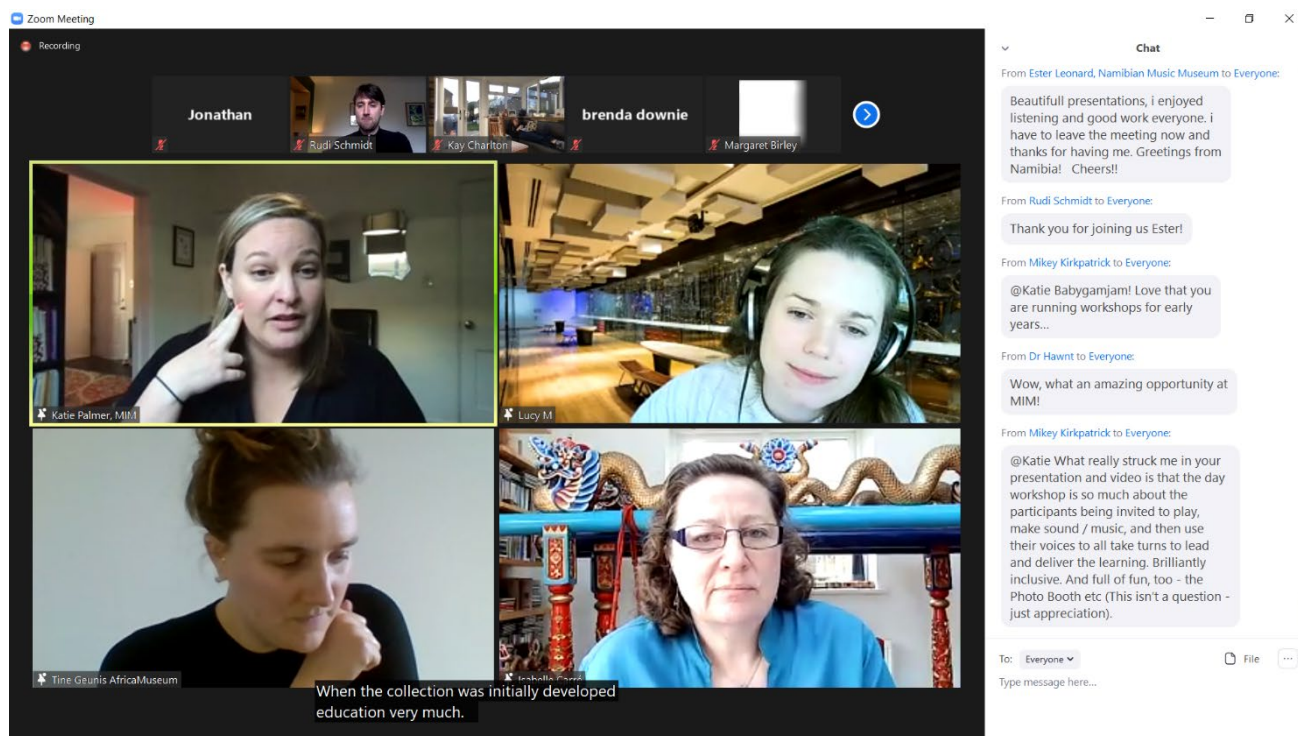 Zoom Meeting
Recording
Jonathan
Rudi Schmidt
Kay Charlton
brenda downie
Margaret Birley
Katie Palmer, MIM
Lucy M
Tine Geunis AfricaMuseum
Isabelle Carré
When the collection was initially developed
education very much.
Chat
From Ester Leonard, Namibian Music Museum to Everyone:
Beautifull presentations, i enjoyed
listening and good work everyone. i
have to leave the meeting now and
thanks for having me. Greetings from
Namibia! Cheers!!
From Rudi Schmidt to Everyone:
Thank you for joining us Ester!
From Mikey Kirkpatrick to Everyone:
@Katie Babygamjam! Love that you
are running workshops for early
years...
From Dr Hawnt to Everyone:
Wow, what an amazing opportunity at
MIM!
From Mikey Kirkpatrick to Everyone:
@Katie What really struck me in your
presentation and video is that the day
workshop is so much about the
participants being invited to play,
make sound / music, and then use
their voices to all take turns to lead
and deliver the learning. Brilliantly
inclusive. And full of fun, too - the
Photo Booth etc (This isn't a question -
just appreciation).
To: Everyone
File
Type message here...